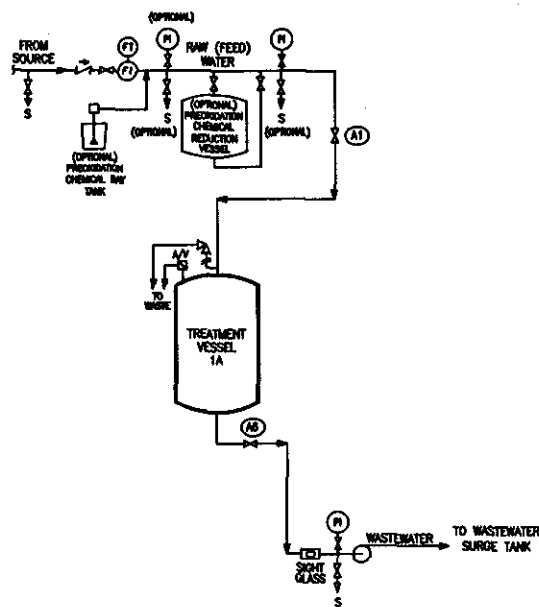 (OPTIONAL)
FROM
SOURCE
FT
FI
PI
RAW (FEED)
WATER
PI
S
S
(OPTIONAL)
S
(OPTIONAL)
(OPTIONAL)
PREOXIDATION
CHEMICAL
REDUCTION
VESSEL
A1
(OPTIONAL)
PREOXIDATION
CHEMICAL DAY
TANK
A/V
TO
WASTE
TREATMENT
VESSEL
1A
A6
PI
WASTEWATER
TO WASTEWATER
SURGE TANK
SIGHT
GLASS
S